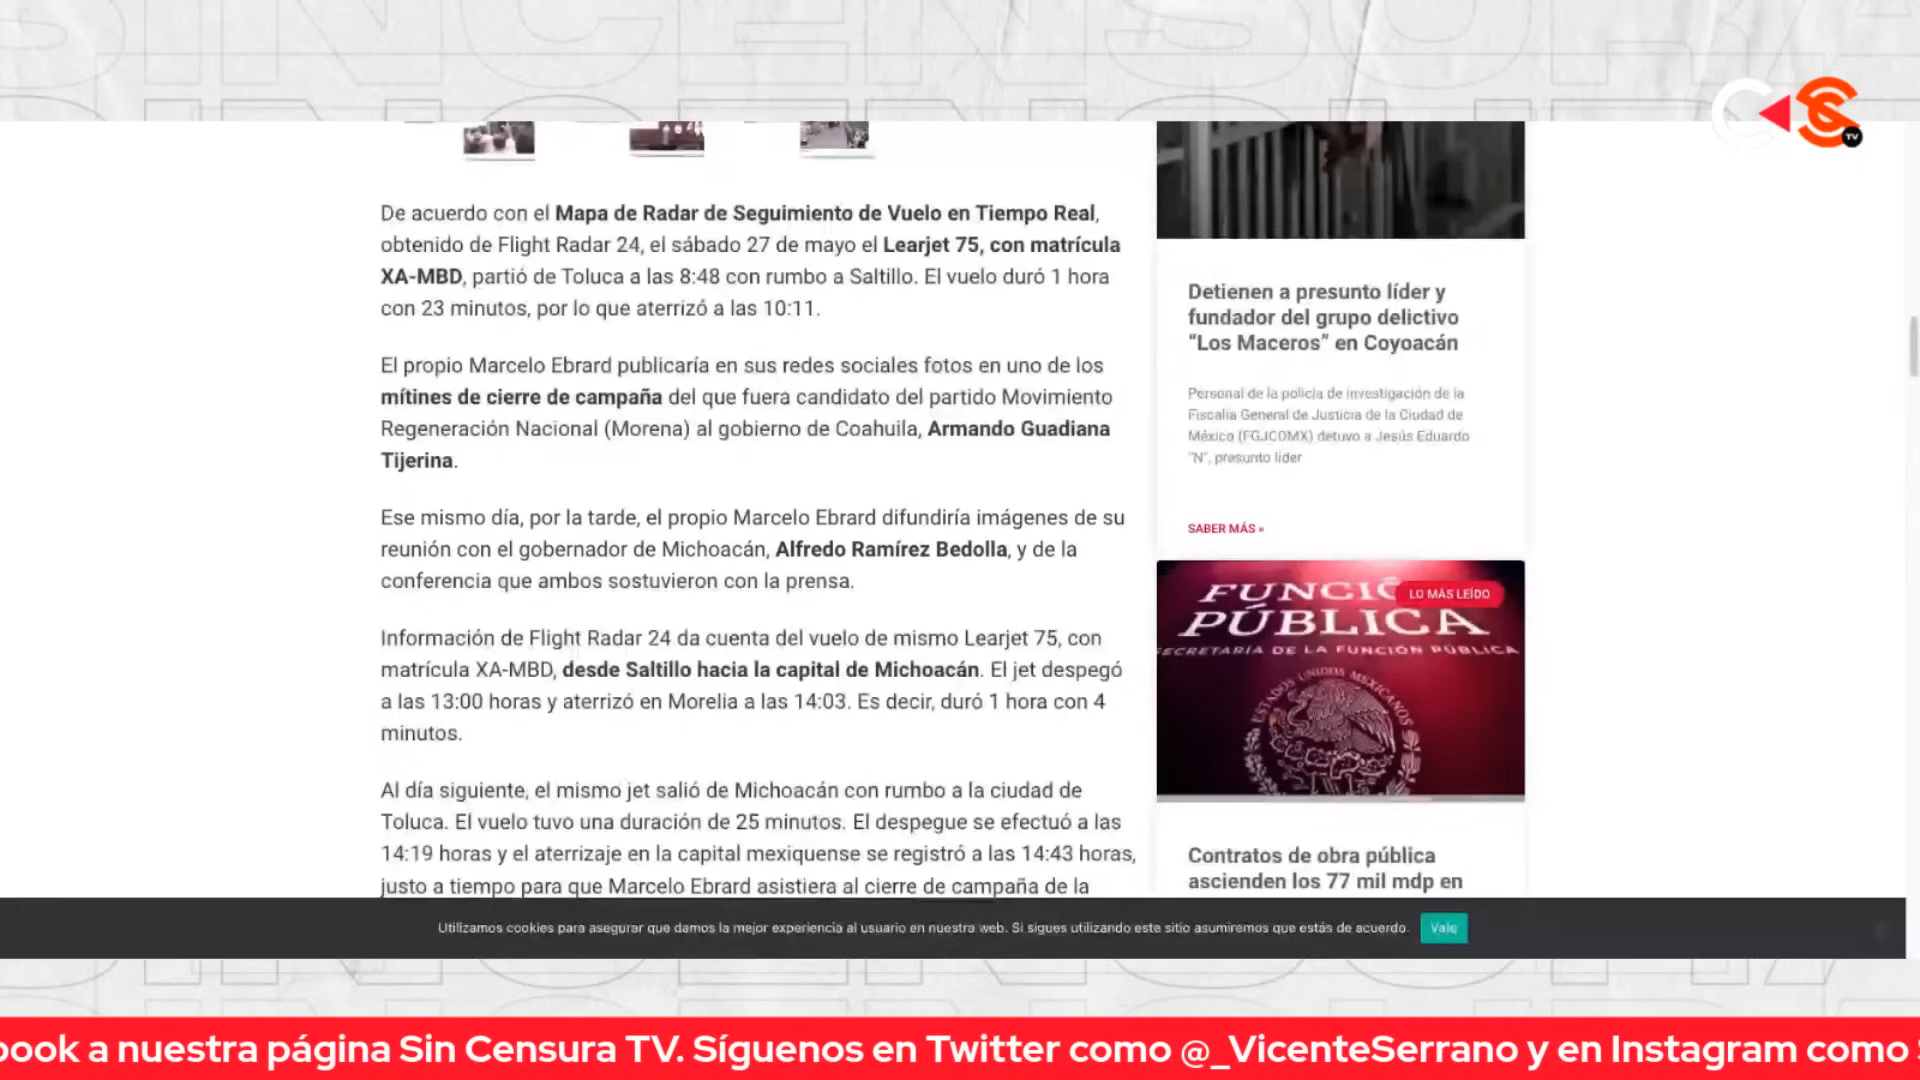 De acuerdo con el Mapa de Radar de Seguimiento de Vuelo en Tiempo Real,
obtenido de Flight Radar 24, el sábado 27 de mayo el Learjet 75, con matrícula
XA-MBD, partió de Toluca a las 8:48 con rumbo a Saltillo. El vuelo duró 1 hora
con 23 minutos, por lo que aterrizó a las 10:11.
El propio Marcelo Ebrard publicaría en sus redes sociales fotos en uno de los
mítines de cierre de campaña del que fuera candidato del partido Movimiento
Regeneración Nacional (Morena) al gobierno de Coahuila, Armando Guadiana
Tijerina.
Ese mismo día, por la tarde, el propio Marcelo Ebrard difundiría imágenes de su
reunión con el gobernador de Michoacán, Alfredo Ramírez Bedolla, y de la
conferencia que ambos sostuvieron con la prensa.
Información de Flight Radar 24 da cuenta del vuelo de mismo Learjet 75, con
matrícula XA-MBD, desde Saltillo hacia la capital de Michoacán. El jet despegó
a las 13:00 horas y aterrizó en Morelia a las 14:03. Es decir, duró 1 hora con 4
minutos.
Al día siguiente, el mismo jet salió de Michoacán con rumbo a la ciudad de
Toluca. El vuelo tuvo una duración de 25 minutos. El despegue se efectuó a las
14:19 horas y el aterrizaje en la capital mexiquense se registró a las 14:43 horas,
justo a tiempo para que Marcelo Ebrard asistiera al cierre de campaña de la
Detienen a presunto líder y
fundador del grupo delictivo
“Los Maceros” en Coyoacán
Personal de la policía de investigación de la
Fiscalía General de Justicia de la Ciudad de
México (FGJCDMX) detuvo a Jesús Eduardo
“N”, presunto líder
SABER MÁS »
LO MÁS LEÍDO
FUNCIÓ
PÚBLICA
SECRETARÍA DE LA FUNCIÓN PÚBLICA
ESTADOS UNIDOS MEXICANOS
Contratos de obra pública
ascienden los 77 mil mdp en
Utilizamos cookies para asegurar que damos la mejor experiencia al usuario en nuestra web. Si sigues utilizando este sitio asumiremos que estás de acuerdo.
Vale
TV
book a nuestra página Sin Censura TV. Síguenos en Twitter como @_VicenteSerrano y en Instagram como